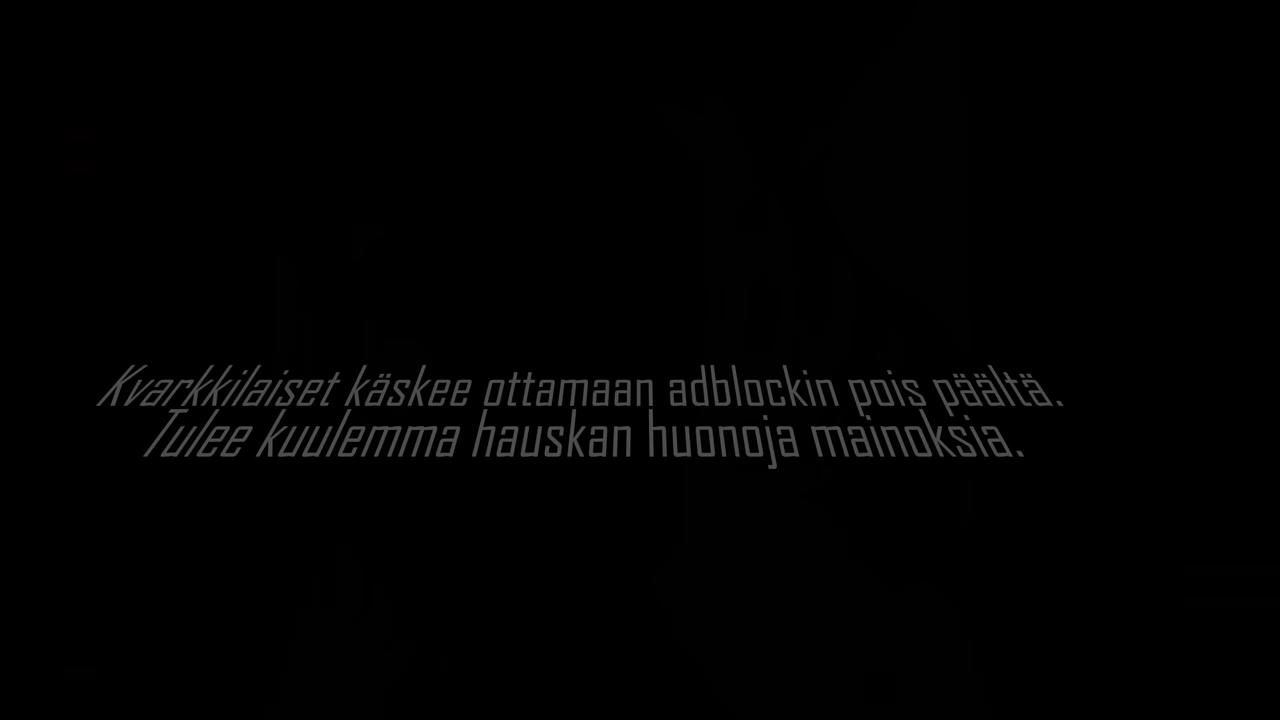 Kvarkkilaiset käskee ottamaan adblockin pois päältä.
Tulee kuulemma hauskan huonoja mainoksia.